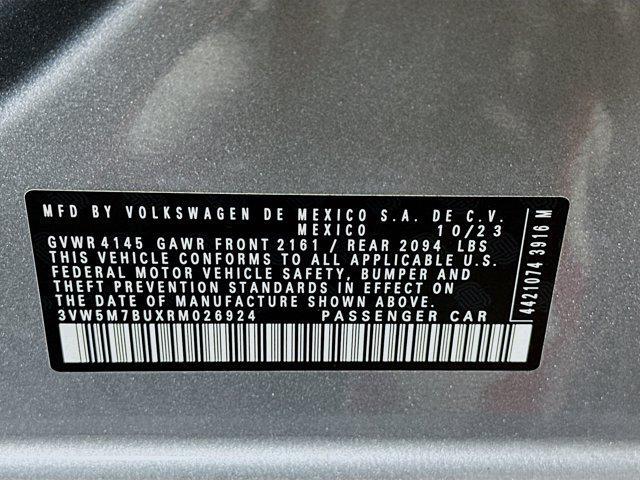 MFD BY VOLKSWAGEN DE MEXICO S.A. DE C.V.
MEXICO 10/23
GVWR 4145 GAWR FRONT 2161 / REAR 2094 LBS
THIS VEHICLE CONFORMS TO ALL APPLICABLE U.S.
FEDERAL MOTOR VEHICLE SAFETY, BUMPER AND
THEFT PREVENTION STANDARDS IN EFFECT ON
THE DATE OF MANUFACTURE SHOWN ABOVE.
3VW5M7BUXRM026924 PASSENGER CAR
4421074 3916 M